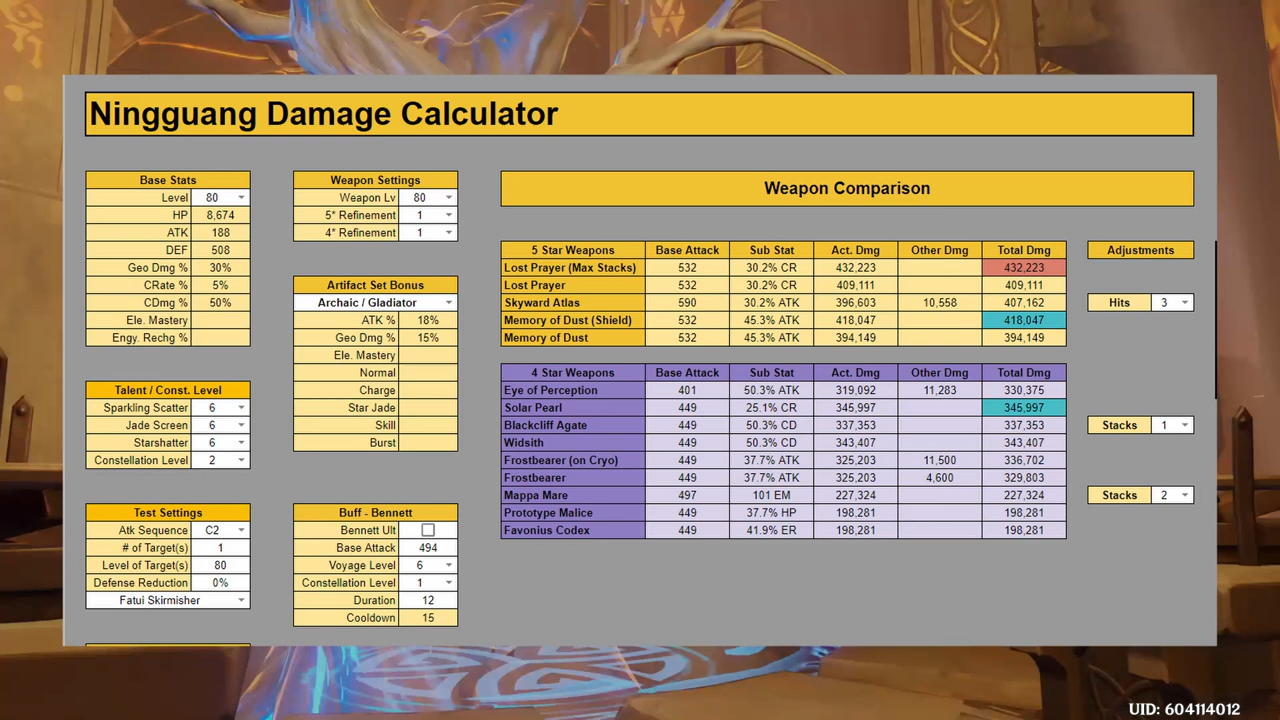 Ningguang Damage Calculator
Base Stats
Level 80
HP 8,674
ATK 188
DEF 508
Geo Dmg % 30%
CRate % 5%
CDmg % 50%
Ele. Mastery
Engy. Rechg %
Talent / Const. Level
Sparkling Scatter 6
Jade Screen 6
Starshatter 6
Constellation Level 2
Test Settings
Atk Sequence C2
# of Target(s) 1
Level of Target(s) 80
Defense Reduction 0%
Fatui Skirmisher
Weapon Settings
Weapon Lv 80
5* Refinement 1
4* Refinement 1
Artifact Set Bonus
Archaic / Gladiator
ATK % 18%
Geo Dmg % 15%
Ele. Mastery
Normal
Charge
Star Jade
Skill
Burst
Buff - Bennett
Bennett Ult
Base Attack 494
Voyage Level 6
Constellation Level 1
Duration 12
Cooldown 15
Weapon Comparison
5 Star Weapons Base Attack Sub Stat Act. Dmg Other Dmg Total Dmg
Lost Prayer (Max Stacks) 532 30.2% CR 432,223 432,223
Lost Prayer 532 30.2% CR 409,111 409,111
Skyward Atlas 590 30.2% ATK 396,603 10,558 407,162
Memory of Dust (Shield) 532 45.3% ATK 418,047 418,047
Memory of Dust 532 45.3% ATK 394,149 394,149
4 Star Weapons Base Attack Sub Stat Act. Dmg Other Dmg Total Dmg
Eye of Perception 401 50.3% ATK 319,092 11,283 330,375
Solar Pearl 449 25.1% CR 345,997 345,997
Blackcliff Agate 449 50.3% CD 337,353 337,353
Widsith 449 50.3% CD 343,407 343,407
Frostbearer (on Cryo) 449 37.7% ATK 325,203 11,500 336,702
Frostbearer 449 37.7% ATK 325,203 4,600 329,803
Mappa Mare 497 101 EM 227,324 227,324
Prototype Malice 449 37.7% HP 198,281 198,281
Favonius Codex 449 41.9% ER 198,281 198,281
Adjustments
Hits 3
Stacks 1
Stacks 2
UID: 604114012